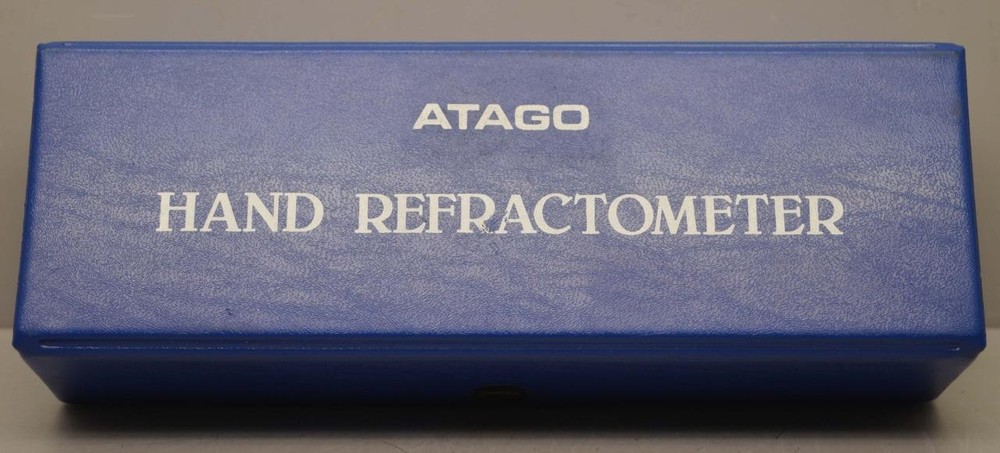 ATAGO
HAND REFRACTOMETER